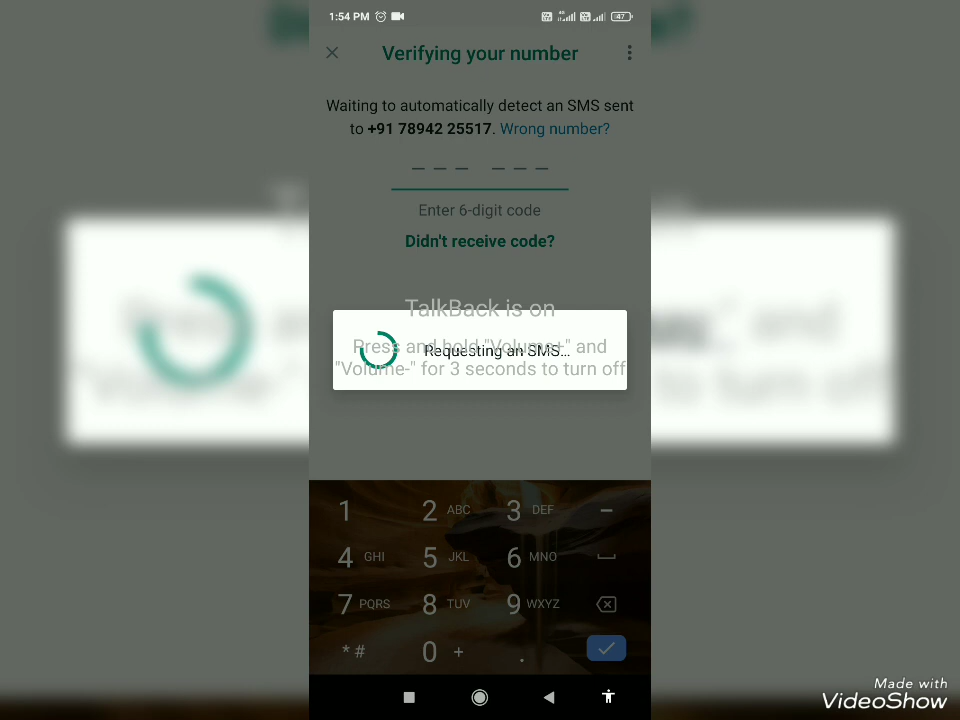 1:54 PM
4G
47
Verifying your number
Waiting to automatically detect an SMS sent
to +91 78942 25517. Wrong number?
Enter 6-digit code
Didn't receive code?
TalkBack is on
Requesting an SMS...
Press and hold "Volume+" and
"Volume-" for 3 seconds to turn off
1 2 ABC 3 DEF –
4 GHI 5 JKL 6 MNO
7 PQRS 8 TUV 9 WXYZ
* # 0 + .
Made with
VideoShow